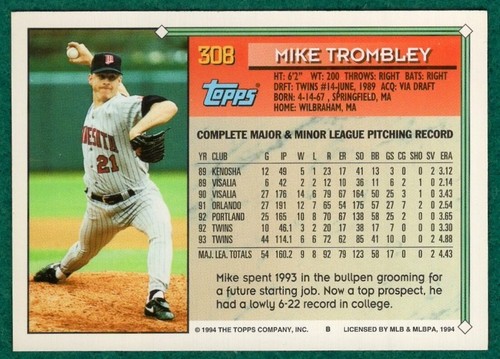 308 MIKE TROMBLEY
Topps
HT: 6'2" WT: 200 THROWS: RIGHT BATS: RIGHT
DRFT: TWINS #14-JUNE, 1989 ACQ: VIA DRAFT
BORN: 4-14-67, SPRINGFIELD, MA
HOME: WILBRAHAM, MA
COMPLETE MAJOR & MINOR LEAGUE PITCHING RECORD
YR CLUB G IP W L R ER SO BB GS CG SHO SV ERA
89 KENOSHA 12 49 5 1 23 17 41 13 3 0 0 2 3.12
89 VISALIA 6 42 2 2 12 10 36 11 6 2 1 0 2.14
90 VISALIA 27 176 14 6 79 67 164 50 25 3 1 0 3.43
91 ORLANDO 27 191 12 7 65 54 175 57 27 7 2 0 2.54
92 PORTLAND 25 165 10 8 70 67 138 58 25 2 0 0 3.65
92 TWINS 10 46.1 3 2 20 17 38 17 7 0 0 0 3.30
93 TWINS 44 114.1 6 6 72 62 85 41 10 0 0 2 4.88
MAJ. LEA. TOTALS 54 160.2 9 8 92 79 123 58 17 0 0 2 4.43
Mike spent 1993 in the bullpen grooming for
a future starting job. Now a top prospect, he
had a lowly 6-22 record in college.
© 1994 THE TOPPS COMPANY, INC. B LICENSED BY MLB & MLBPA, 1994
21